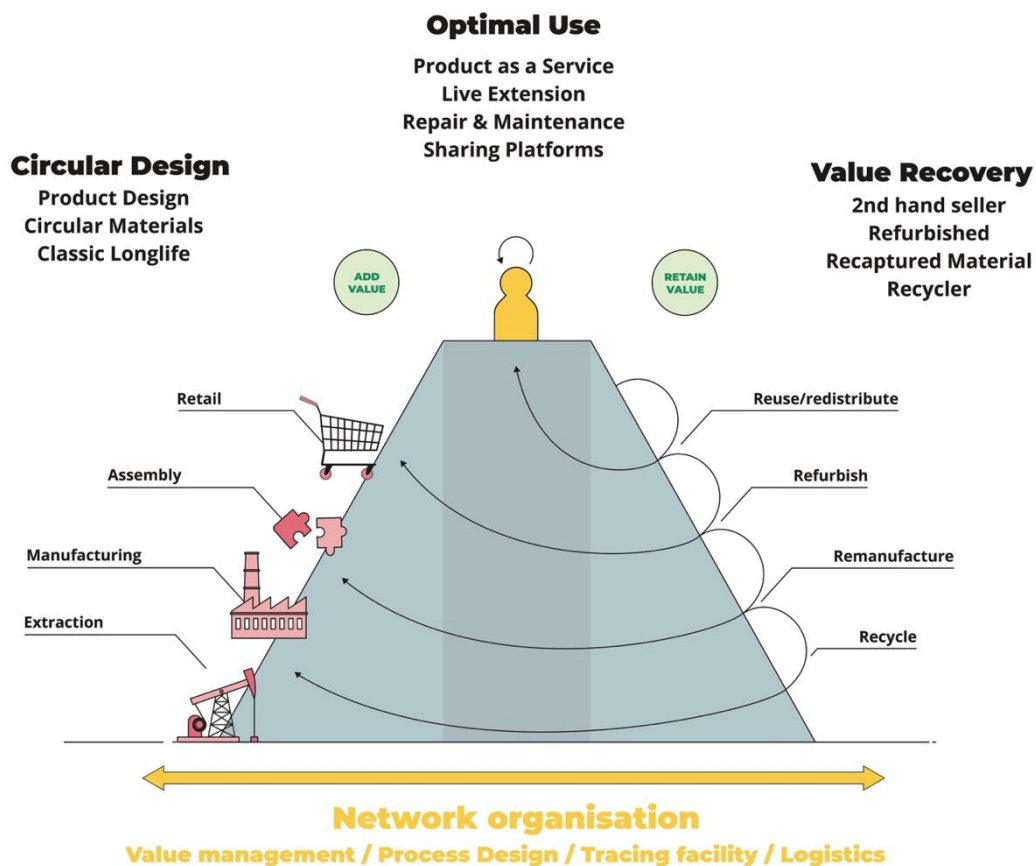 Optimal Use
Product as a Service
Live Extension
Repair & Maintenance
Sharing Platforms
Circular Design
Product Design
Circular Materials
Classic Longlife
Value Recovery
2nd hand seller
Refurbished
Recaptured Material
Recycler
ADD
VALUE
RETAIN
VALUE
Retail
Assembly
Manufacturing
Extraction
Reuse/redistribute
Refurbish
Remanufacture
Recycle
Network organisation
Value management / Process Design / Tracing facility / Logistics